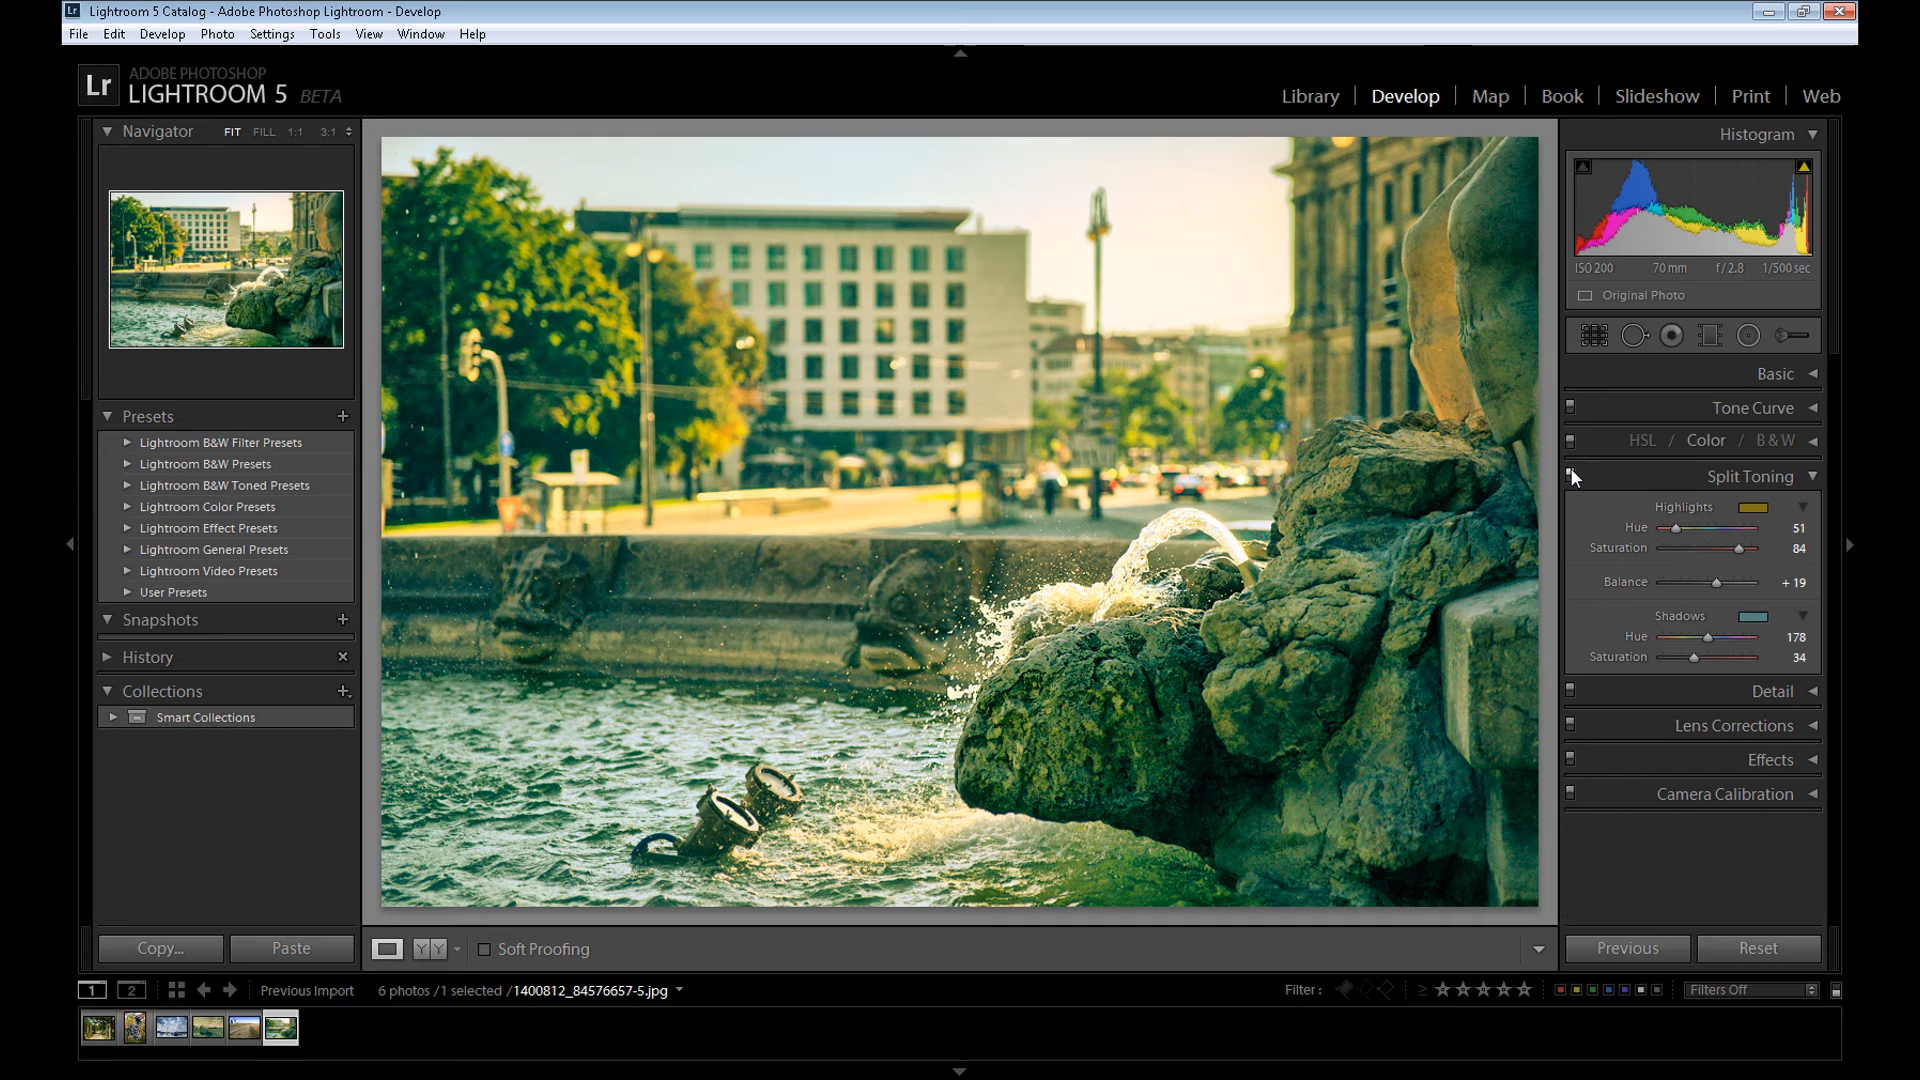 Lr Lightroom 5 Catalog - Adobe Photoshop Lightroom - Develop
File Edit Develop Photo Settings Tools View Window Help
Lr ADOBE PHOTOSHOP
LIGHTROOM 5 BETA
Library | Develop | Map | Book | Slideshow | Print | Web
Navigator FIT FILL 1:1 3:1
Presets +
Lightroom B&W Filter Presets
Lightroom B&W Presets
Lightroom B&W Toned Presets
Lightroom Color Presets
Lightroom Effect Presets
Lightroom General Presets
Lightroom Video Presets
User Presets
Snapshots +
History
Collections +
Smart Collections
Copy... Paste
YY Soft Proofing
Histogram
ISO 200 70 mm f / 2.8 1/500 sec
Original Photo
Basic
Tone Curve
HSL / Color / B & W
Split Toning
Highlights
Hue 51
Saturation 84
Balance + 19
Shadows
Hue 178
Saturation 34
Detail
Lens Corrections
Effects
Camera Calibration
Previous Reset
1 2 Previous Import 6 photos / 1 selected / 1400812_84576657-5.jpg Filter : ≥ Filters Off